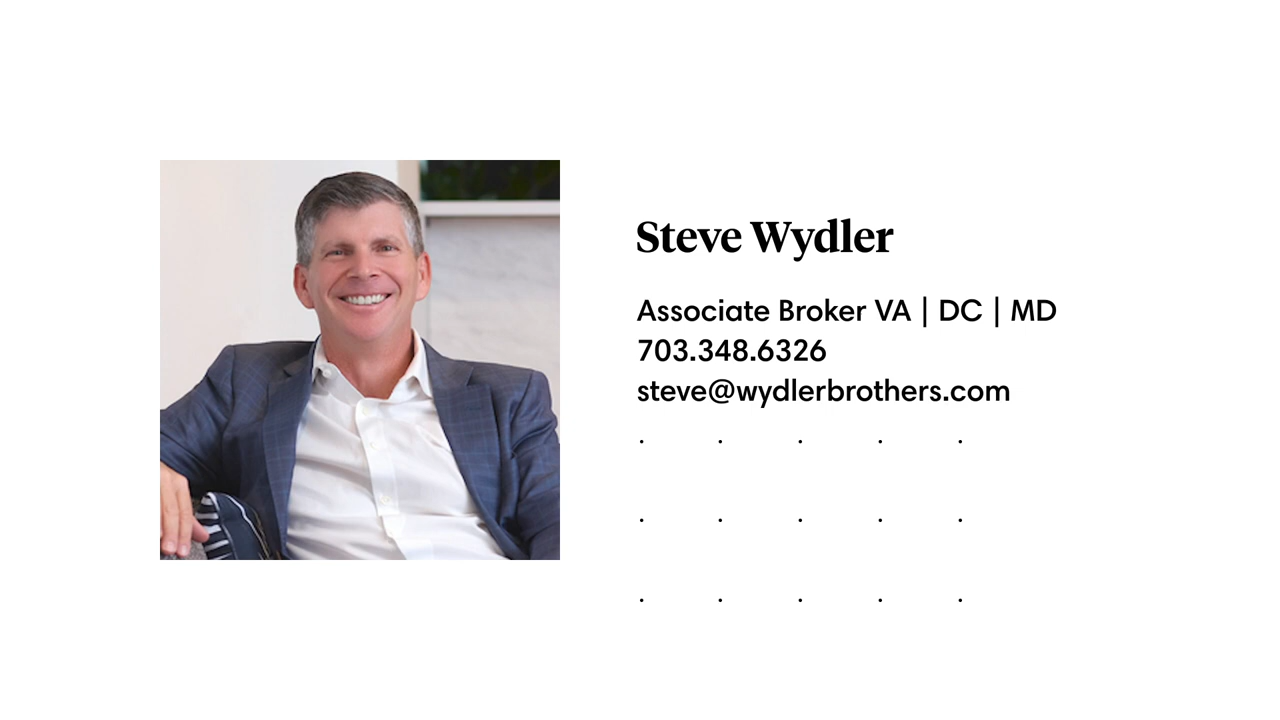 Steve Wydler
Associate Broker VA | DC | MD
703.348.6326
steve@wydlerbrothers.com